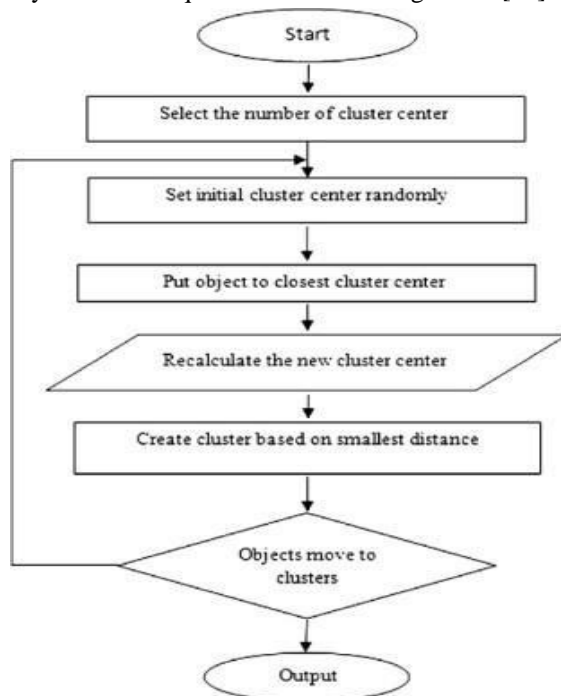 Start
Select the number of cluster center
Set initial cluster center randomly
Put object to closest cluster center
Recalculate the new cluster center
Create cluster based on smallest distance
Objects move to
clusters
Output